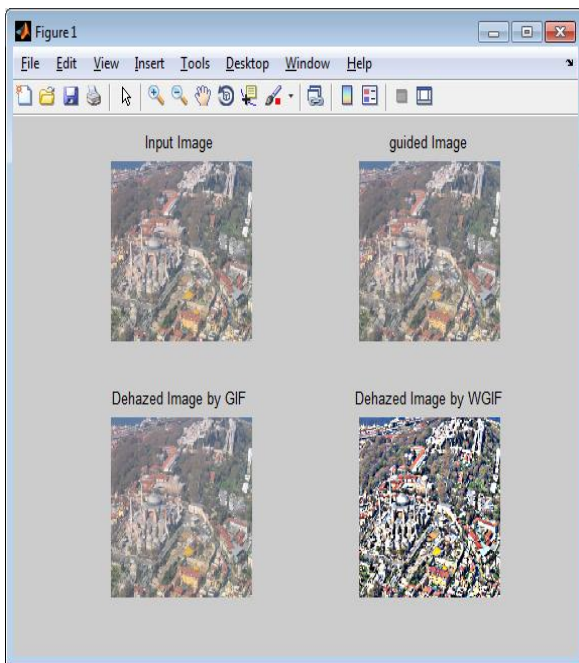 Figure 1
File Edit View Insert Tools Desktop Window Help
Input Image
guided Image
Dehazed Image by GIF
Dehazed Image by WGIF